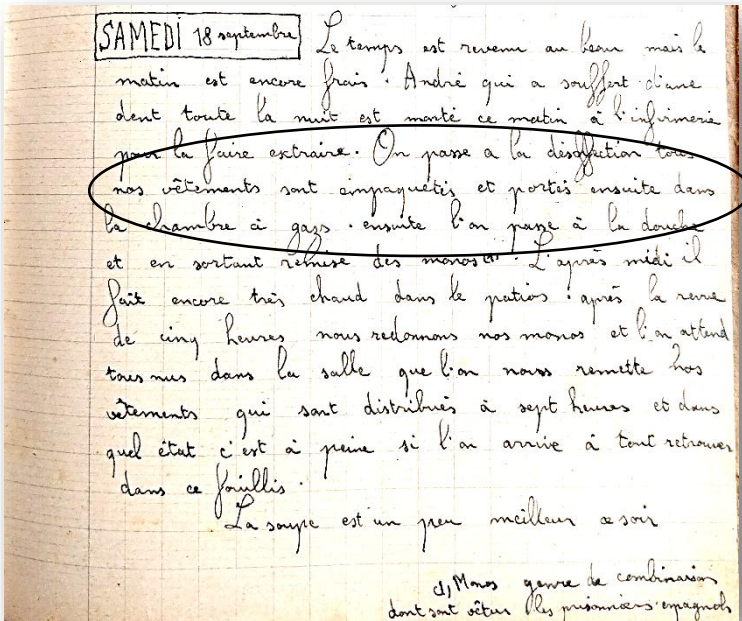 SAMEDI 18 septembre Le temps est revenu au beau mais le
matin est encore frais. André qui a souffert d'une
dent toute la nuit est monté ce matin à l'infirmerie
pour la faire extraire. On passe a la désinfection tous
nos vêtements sont empaquetés et portés ensuite dans
la chambre à gazs. ensuite l'on passe à la douche
et en sortant remise des monos (1). L'après midi il
fait encore très chaud dans le patios. après la revue
de cinq heures nous redonnons nos monos et l'on attend
tous nus dans la salle que l'on nous remette nos
vêtements qui sont distribués à sept heures et dans
quel état c'est à peine si l'on arrive à tout retrouver
dans ce fouillis.
La soupe est un peu meilleur ce soir
(1) Monos genre de combinaison
dont sont vêtus les prisonniers espagnols